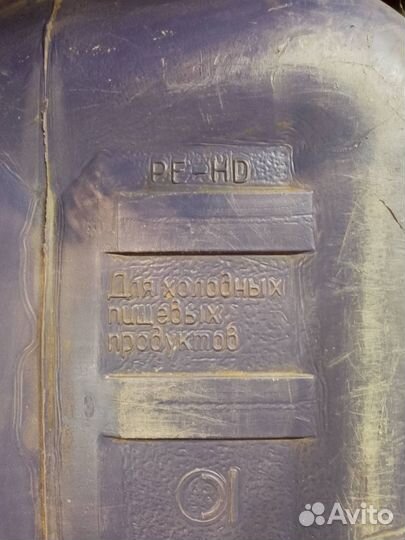 PE-HD
Для холодных
пищевых
продуктов
Avito